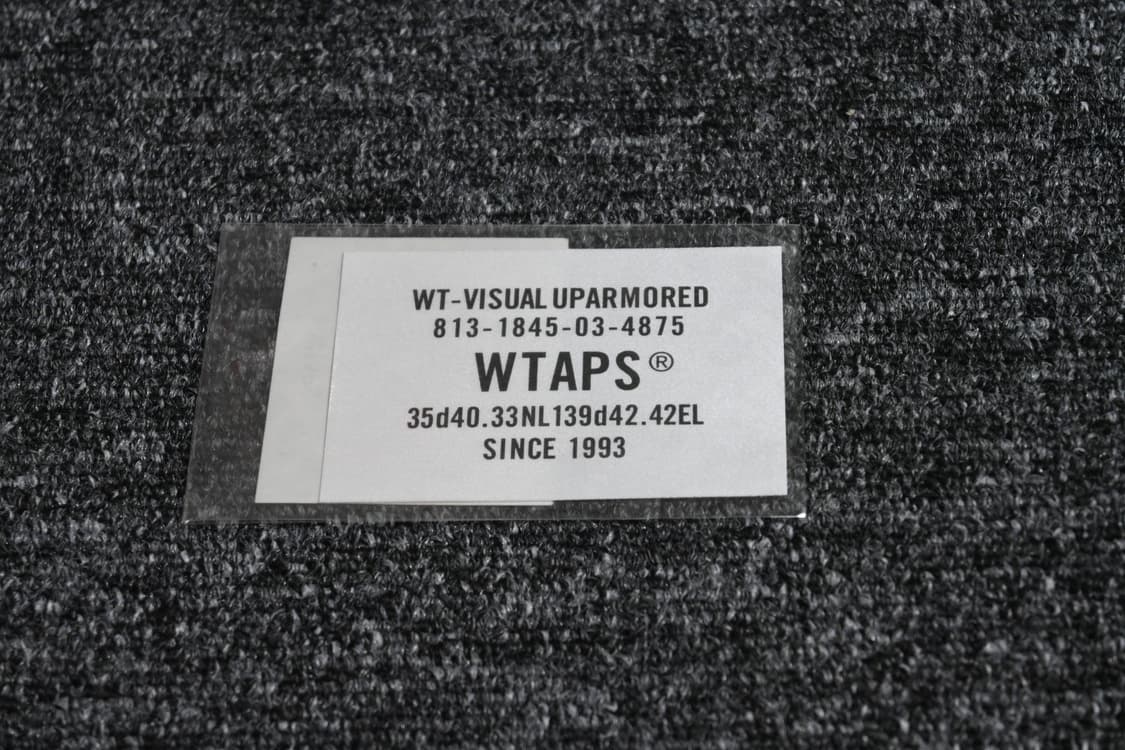 WT-VISUAL UPARMORED
813-1845-03-4875
WTAPS®
35d40.33NL139d42.42EL
SINCE 1993